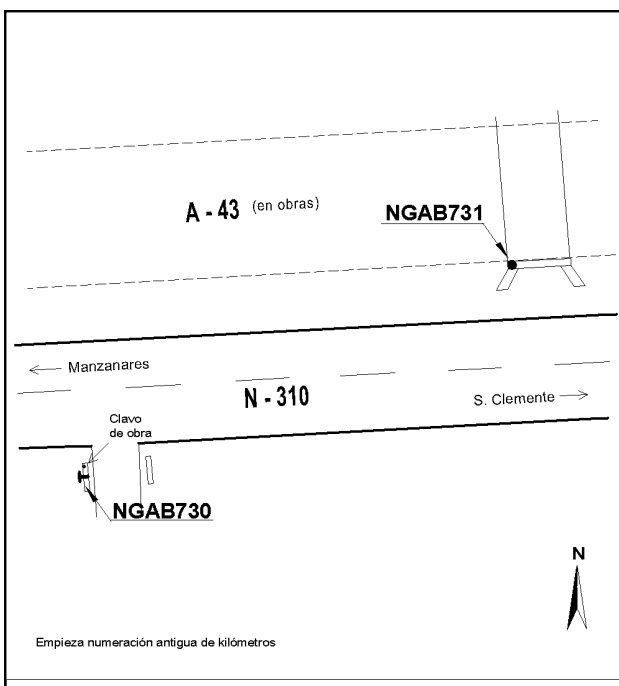 A - 43 (en obras)
NGAB731
Manzanares
N - 310
S. Clemente
Clavo
de obra
NGAB730
N
Empieza numeración antigua de kilómetros